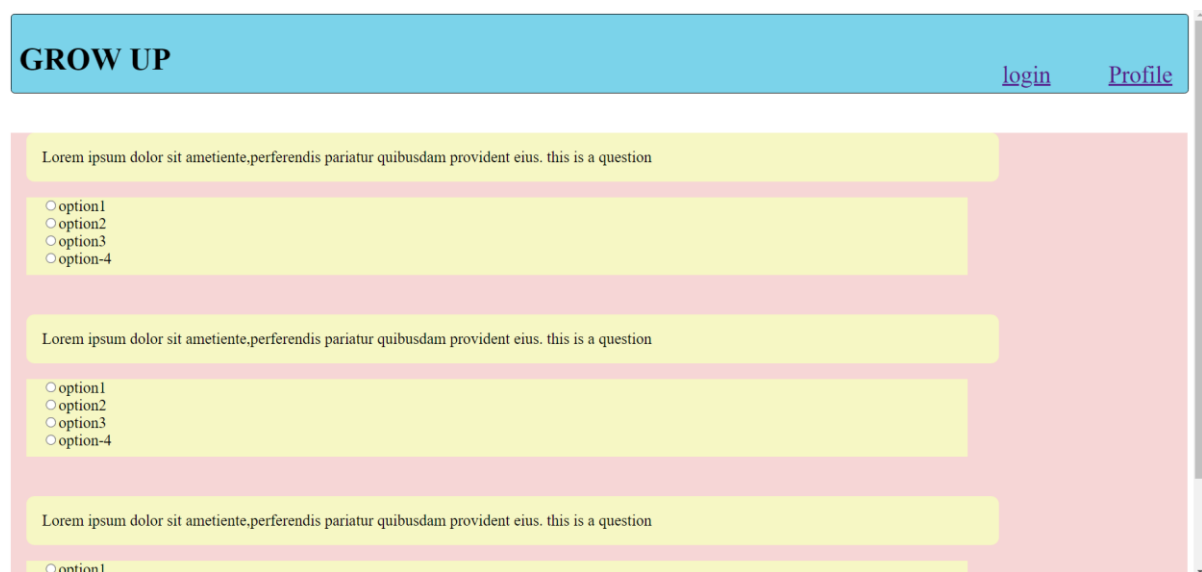 GROW UP
login Profile
Lorem ipsum dolor sit ametiente,perferendis pariatur quibusdam provident eius. this is a question
option1
option2
option3
option-4
Lorem ipsum dolor sit ametiente,perferendis pariatur quibusdam provident eius. this is a question
option1
option2
option3
option-4
Lorem ipsum dolor sit ametiente,perferendis pariatur quibusdam provident eius. this is a question
option1